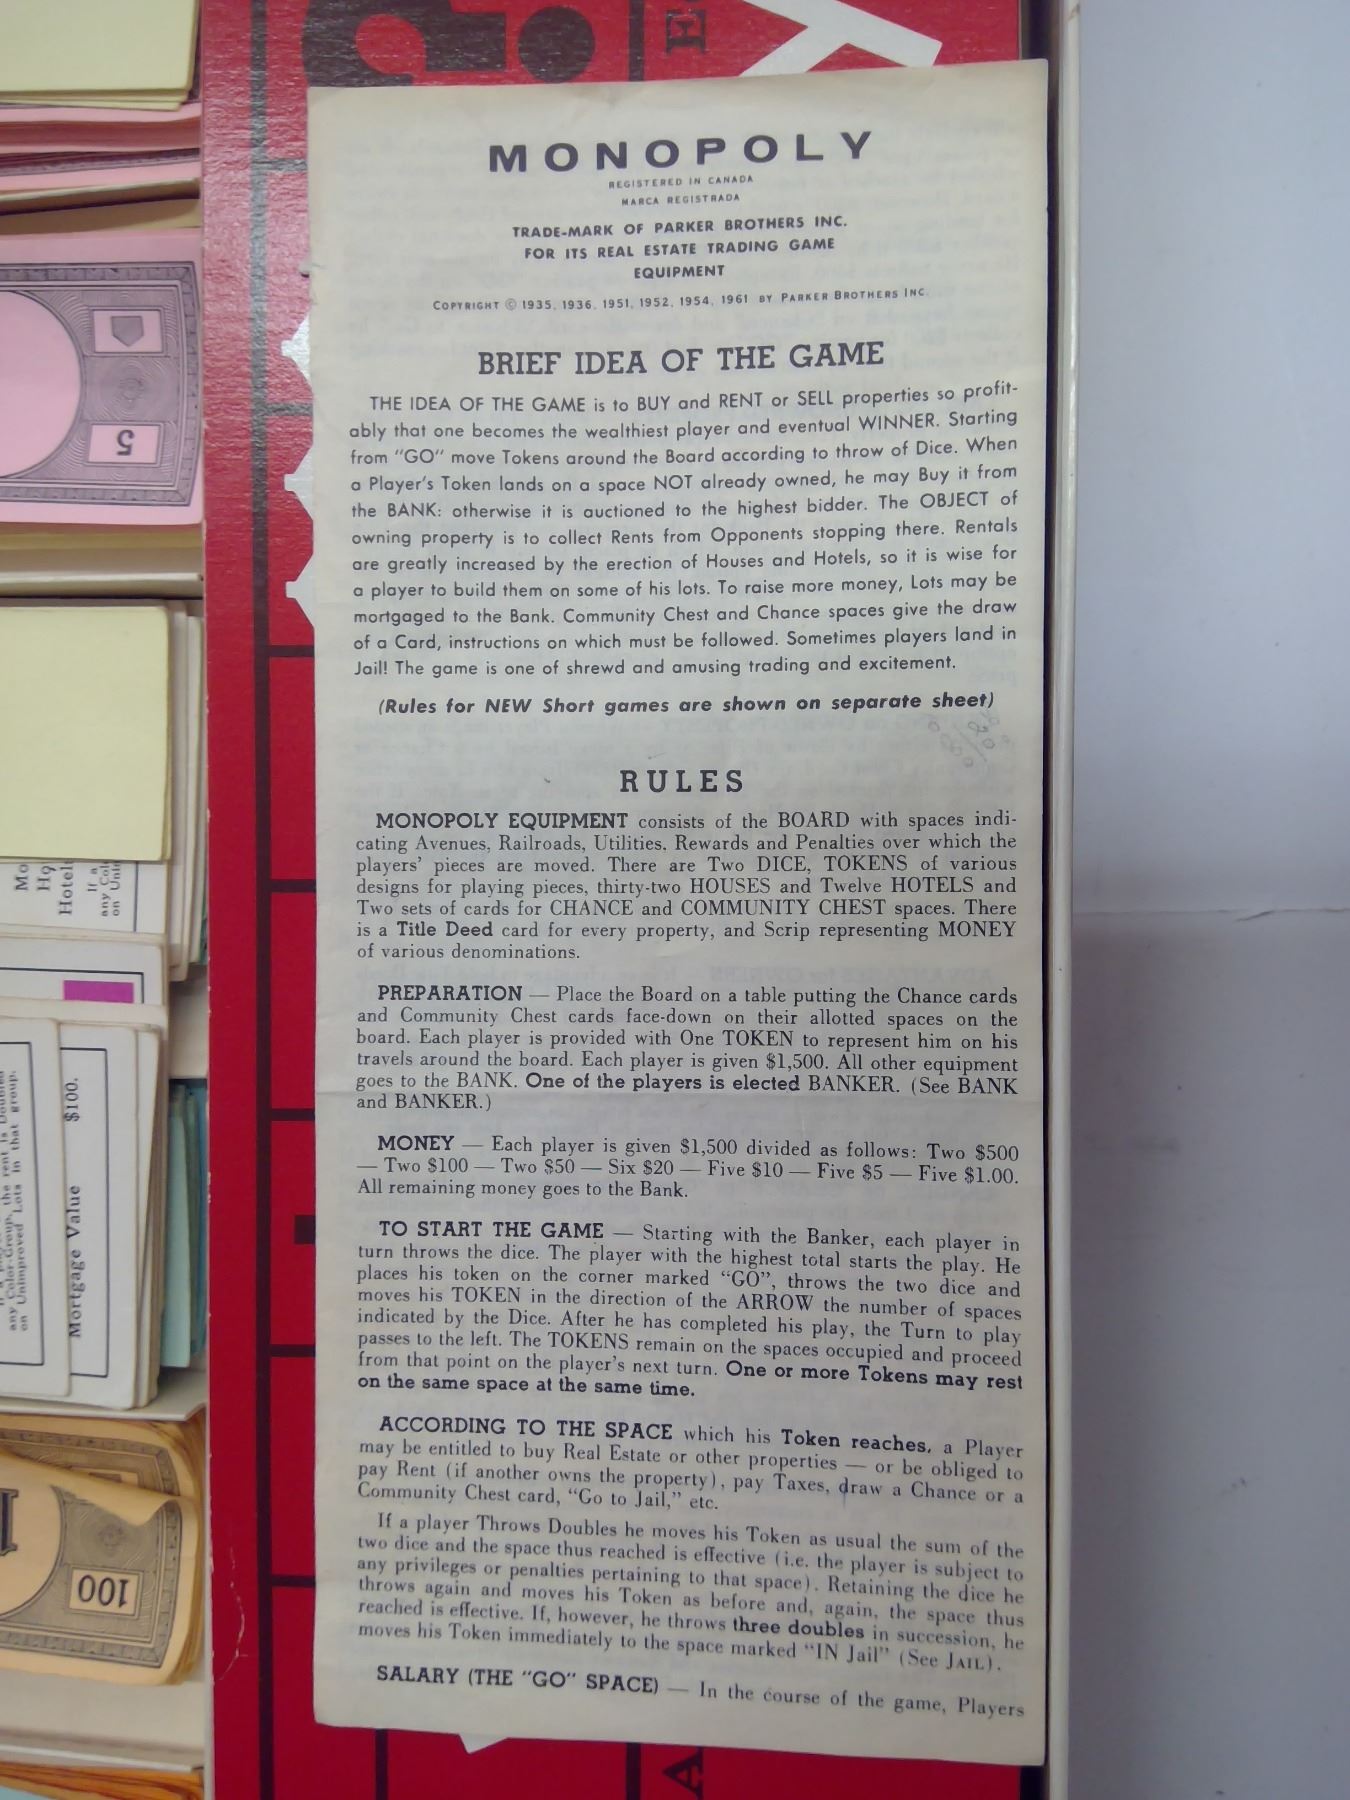 MONOPOLY
REGISTERED IN CANADA
MARCA REGISTRADA
TRADE-MARK OF PARKER BROTHERS INC.
FOR ITS REAL ESTATE TRADING GAME
EQUIPMENT
COPYRIGHT © 1935, 1936, 1951, 1952, 1954, 1961 BY PARKER BROTHERS INC.
BRIEF IDEA OF THE GAME
THE IDEA OF THE GAME is to BUY and RENT or SELL properties so profit-
ably that one becomes the wealthiest player and eventual WINNER. Starting
from "GO" move Tokens around the Board according to throw of Dice. When
a Player's Token lands on a space NOT already owned, he may Buy it from
the BANK: otherwise it is auctioned to the highest bidder. The OBJECT of
owning property is to collect Rents from Opponents stopping there. Rentals
are greatly increased by the erection of Houses and Hotels, so it is wise for
a player to build them on some of his lots. To raise more money, Lots may be
mortgaged to the Bank. Community Chest and Chance spaces give the draw
of a Card, instructions on which must be followed. Sometimes players land in
Jail! The game is one of shrewd and amusing trading and excitement.
(Rules for NEW Short games are shown on separate sheet)
RULES
MONOPOLY EQUIPMENT consists of the BOARD with spaces indi-
cating Avenues, Railroads, Utilities, Rewards and Penalties over which the
players' pieces are moved. There are Two DICE, TOKENS of various
designs for playing pieces, thirty-two HOUSES and Twelve HOTELS and
Two sets of cards for CHANCE and COMMUNITY CHEST spaces. There
is a Title Deed card for every property, and Scrip representing MONEY
of various denominations.
PREPARATION — Place the Board on a table putting the Chance cards
and Community Chest cards face-down on their allotted spaces on the
board. Each player is provided with One TOKEN to represent him on his
travels around the board. Each player is given $1,500. All other equipment
goes to the BANK. One of the players is elected BANKER. (See BANK
and BANKER.)
MONEY — Each player is given $1,500 divided as follows: Two $500
— Two $100 — Two $50 — Six $20 — Five $10 — Five $5 — Five $1.00.
All remaining money goes to the Bank.
TO START THE GAME — Starting with the Banker, each player in
turn throws the dice. The player with the highest total starts the play. He
places his token on the corner marked "GO", throws the two dice and
moves his TOKEN in the direction of the ARROW the number of spaces
indicated by the Dice. After he has completed his play, the Turn to play
passes to the left. The TOKENS remain on the spaces occupied and proceed
from that point on the player's next turn. One or more Tokens may rest
on the same space at the same time.
ACCORDING TO THE SPACE which his Token reaches, a Player
may be entitled to buy Real Estate or other properties — or be obliged to
pay Rent (if another owns the property), pay Taxes, draw a Chance or a
Community Chest card, "Go to Jail," etc.
If a player Throws Doubles he moves his Token as usual the sum of the
two dice and the space thus reached is effective (i.e. the player is subject to
any privileges or penalties pertaining to that space). Retaining the dice he
throws again and moves his Token as before and, again, the space thus
reached is effective. If, however, he throws three doubles in succession, he
moves his Token immediately to the space marked "IN Jail" (See JAIL).
SALARY (THE "GO" SPACE) — In the course of the game, Players
5
Mortgage Value $100.
any Color-Group, the rent is Doubled
on Unimproved Lots in that group.
100